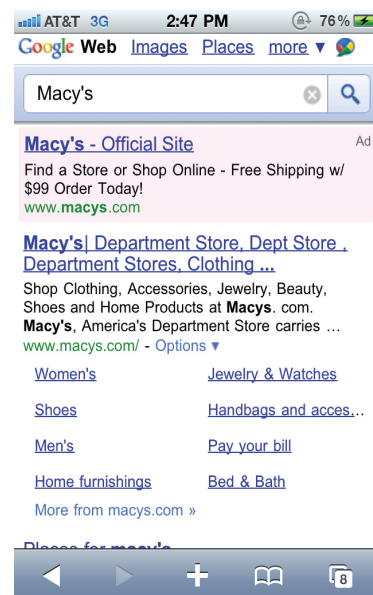 AT&T 3G 2:47 PM 76%
Google Web Images Places more ▼
Macy's
Macy's - Official Site Ad
Find a Store or Shop Online - Free Shipping w/
$99 Order Today!
www.macys.com
Macy's| Department Store, Dept Store ,
Department Stores, Clothing ...
Shop Clothing, Accessories, Jewelry, Beauty,
Shoes and Home Products at Macys. com.
Macy's, America's Department Store carries ...
www.macys.com/ - Options ▼
Women's Jewelry & Watches
Shoes Handbags and acces...
Men's Pay your bill
Home furnishings Bed & Bath
More from macys.com »
Places for macy's
8